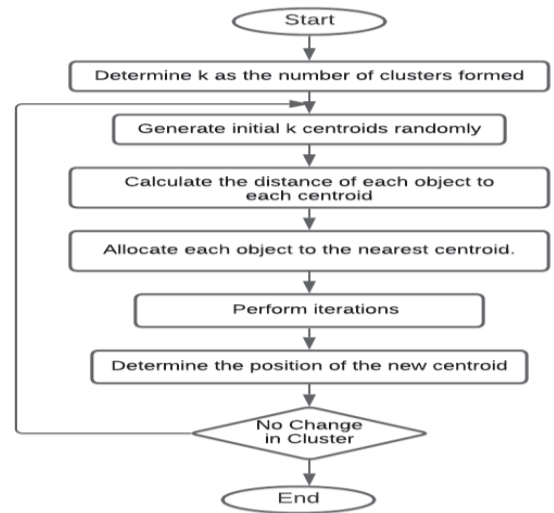 Start
Determine k as the number of clusters formed
Generate initial k centroids randomly
Calculate the distance of each object to
each centroid
Allocate each object to the nearest centroid.
Perform iterations
Determine the position of the new centroid
No Change
in Cluster
End